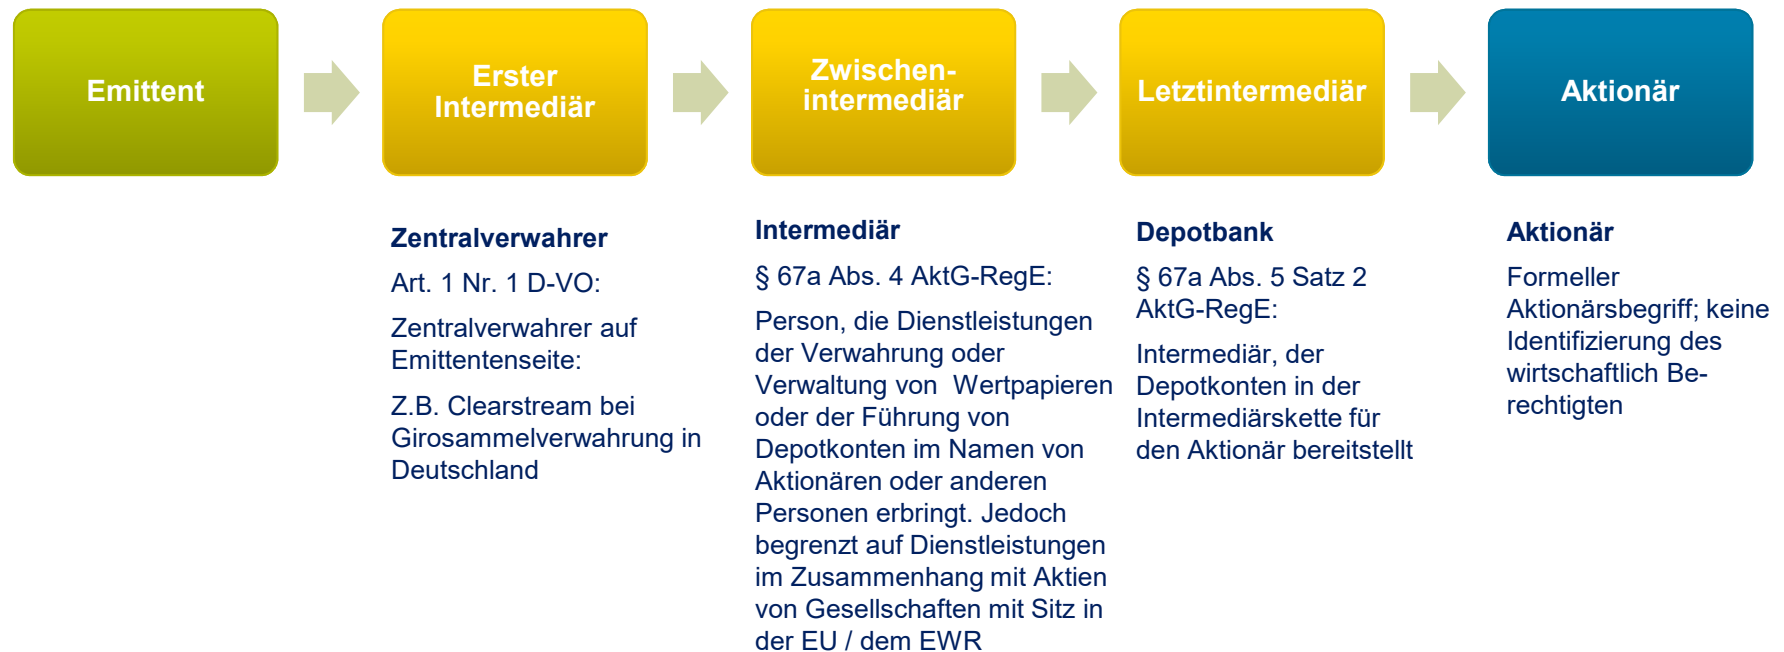 Emittent
Erster
Intermediär
Zwischen-
intermediär
Letztintermediär
Aktionär
Zentralverwahrer
Art. 1 Nr. 1 D-VO:
Zentralverwahrer auf
Emittentenseite:
Z.B. Clearstream bei
Girosammelverwahrung in
Deutschland
Intermediär
§ 67a Abs. 4 AktG-RegE:
Person, die Dienstleistungen
der Verwahrung oder
Verwaltung von Wertpapieren
oder der Führung von
Depotkonten im Namen von
Aktionären oder anderen
Personen erbringt. Jedoch
begrenzt auf Dienstleistungen
im Zusammenhang mit Aktien
von Gesellschaften mit Sitz in
der EU / dem EWR
Depotbank
§ 67a Abs. 5 Satz 2
AktG-RegE:
Intermediär, der
Depotkonten in der
Intermediärskette für
den Aktionär bereitstellt
Aktionär
Formeller
Aktionärsbegriff; keine
Identifizierung des
wirtschaftlich Be-
rechtigten